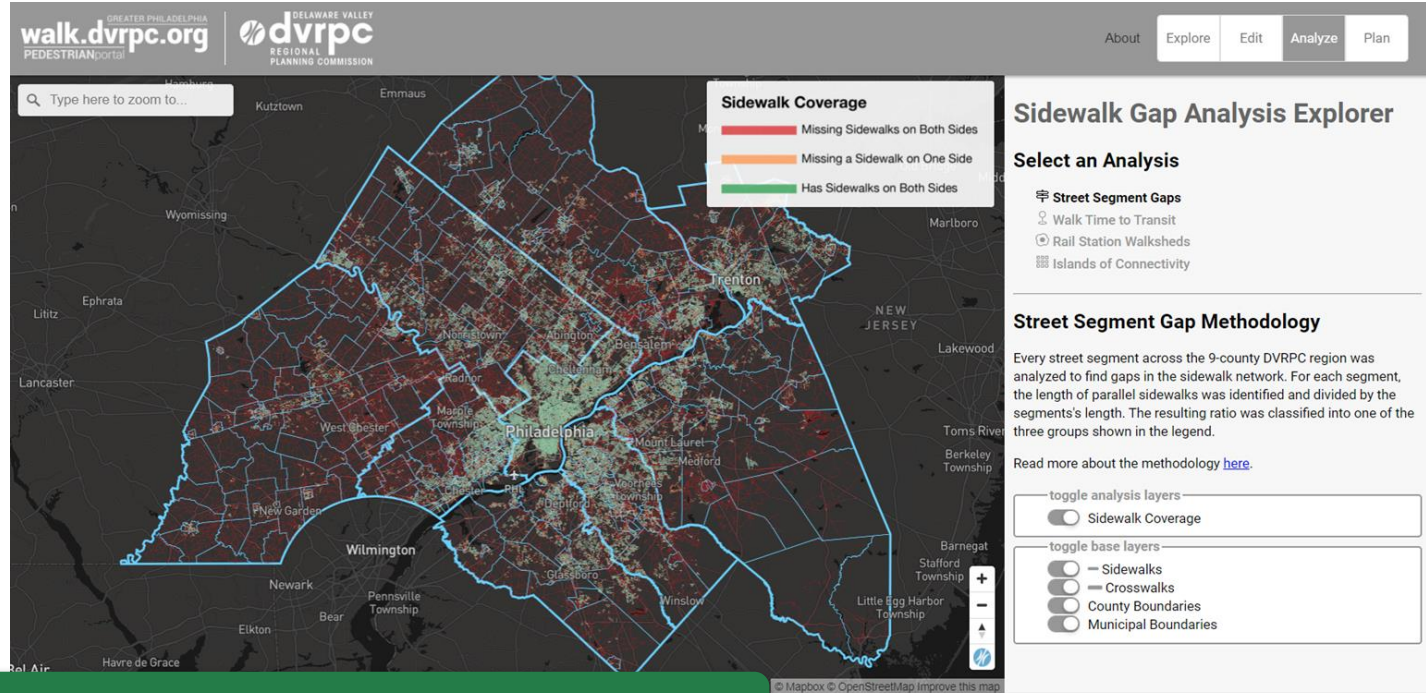 GREATER PHILADELPHIA
walk.dvrpc.org
PEDESTRIANportal
DELAWARE VALLEY
dvrpc
REGIONAL
PLANNING COMMISSION
About
Explore
Edit
Analyze
Plan
Type here to zoom to...
Hamburg
Kutztown
Emmaus
Sidewalk Coverage
Missing Sidewalks on Both Sides
Missing a Sidewalk on One Side
Has Sidewalks on Both Sides
Wyomissing
Marlboro
Trenton
Ephrata
Lititz
NEW
JERSEY
Norristown
Abington
Bensalem
Lakewood
Cheltenham
Radnor
Lancaster
Marple
Township
West Chester
Philadelphia
Toms River
Mount Laurel
Berkeley
Township
Medford
PHL
Chester
Voorhees
Township
Deptford
New Garden
Wilmington
Barnegat
Stafford
Township
Glassboro
Newark
Pennsville
Township
Winslow
Little Egg Harbor
Township
Bear
Elkton
Havre de Grace
Bel Air
© Mapbox © OpenStreetMap Improve this map
Sidewalk Gap Analysis Explorer
Select an Analysis
Street Segment Gaps
Walk Time to Transit
Rail Station Walksheds
Islands of Connectivity
Street Segment Gap Methodology
Every street segment across the 9-county DVRPC region was
analyzed to find gaps in the sidewalk network. For each segment,
the length of parallel sidewalks was identified and divided by the
segments's length. The resulting ratio was classified into one of the
three groups shown in the legend.
Read more about the methodology here.
toggle analysis layers
Sidewalk Coverage
toggle base layers
Sidewalks
Crosswalks
County Boundaries
Municipal Boundaries